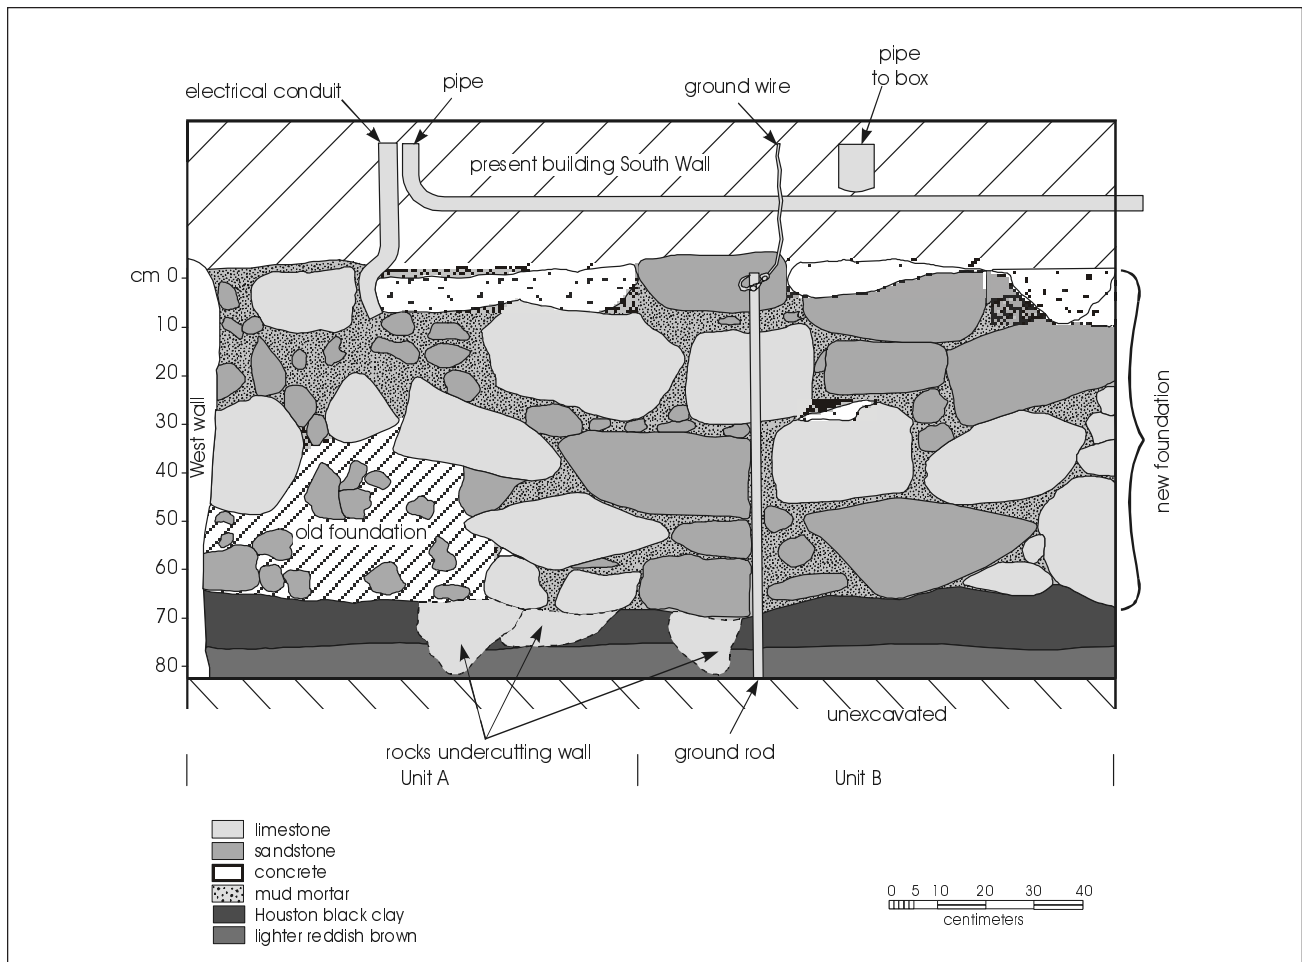 pipe
to box
pipe
ground wire
electrical conduit
present building South Wall
cm 0
10
20
30
40
50
60
70
80
West wall
old foundation
new foundation
unexcavated
rocks undercutting wall
ground rod
Unit A
Unit B
limestone
sandstone
concrete
mud mortar
Houston black clay
lighter reddish brown
0 5 10 20 30 40
centimeters